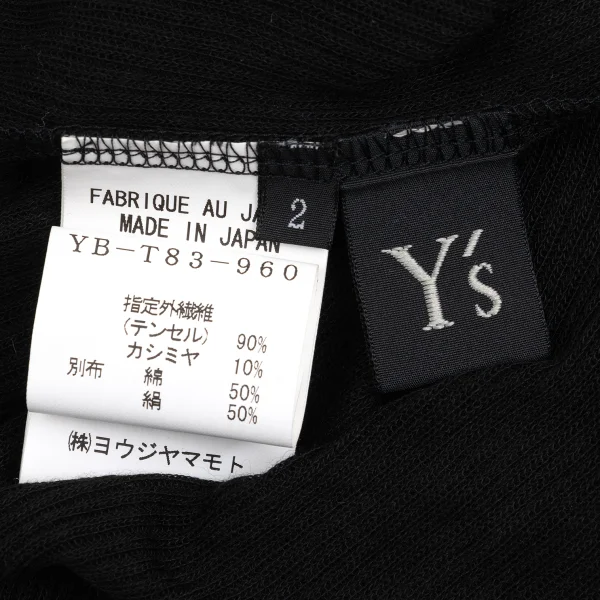 FABRIQUE AU JA
MADE IN JAPAN
2
Y's
YB-T83-960
指定外繊維
(テンセル) 90%
カシミヤ 10%
別布 綿 50%
絹 50%
㈱ヨウジヤマモト